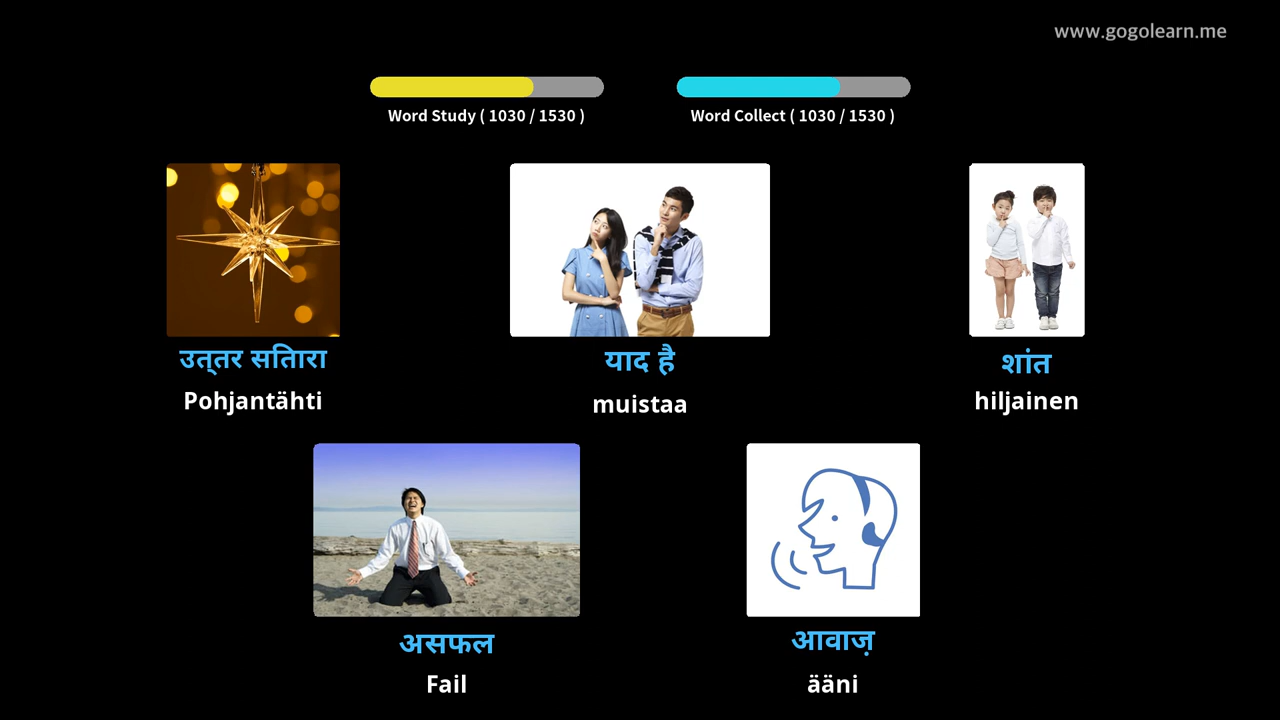 www.gogolearn.me
Word Study ( 1030 / 1530 )
Word Collect ( 1030 / 1530 )
उत्तर सितारा
Pohjantähti
याद है
muistaa
शांत
hiljainen
असफल
Fail
आवाज़
ääni